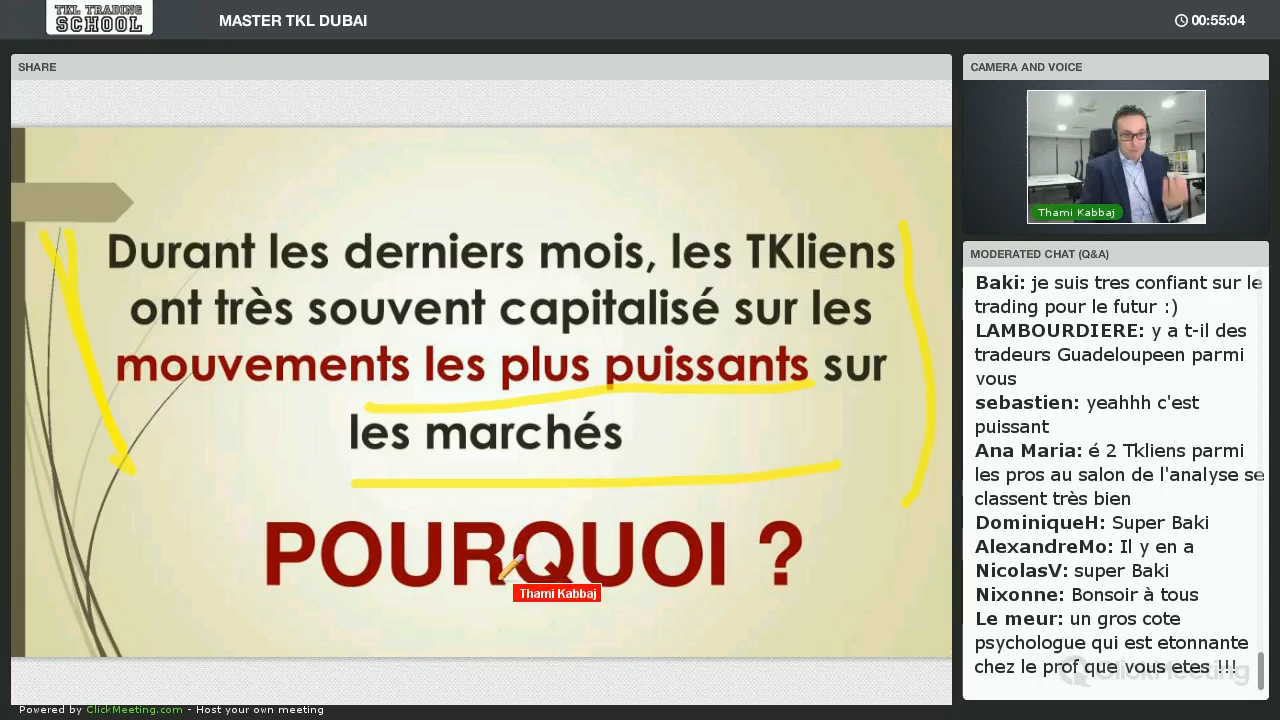 TKL TRADING
SCHOOL
MASTER TKL DUBAI
00:55:04
SHARE
Durant les derniers mois, les TKliens
ont très souvent capitalisé sur les
mouvements les plus puissants sur
les marchés
POURQUOI ?
Thami Kabbaj
CAMERA AND VOICE
Thami Kabbaj
MODERATED CHAT (Q&A)
Baki: je suis tres confiant sur le
trading pour le futur :)
LAMBOURDIERE: y a t-il des
tradeurs Guadeloupeen parmi
vous
sebastien: yeahhh c'est
puissant
Ana Maria: é 2 Tkliens parmi
les pros au salon de l'analyse se
classent très bien
DominiqueH: Super Baki
AlexandreMo: Il y en a
NicolasV: super Baki
Nixonne: Bonsoir à tous
Le meur: un gros cote
psychologue qui est etonnante
chez le prof que vous etes !!!
ClickMeeting
Powered by ClickMeeting.com - Host your own meeting